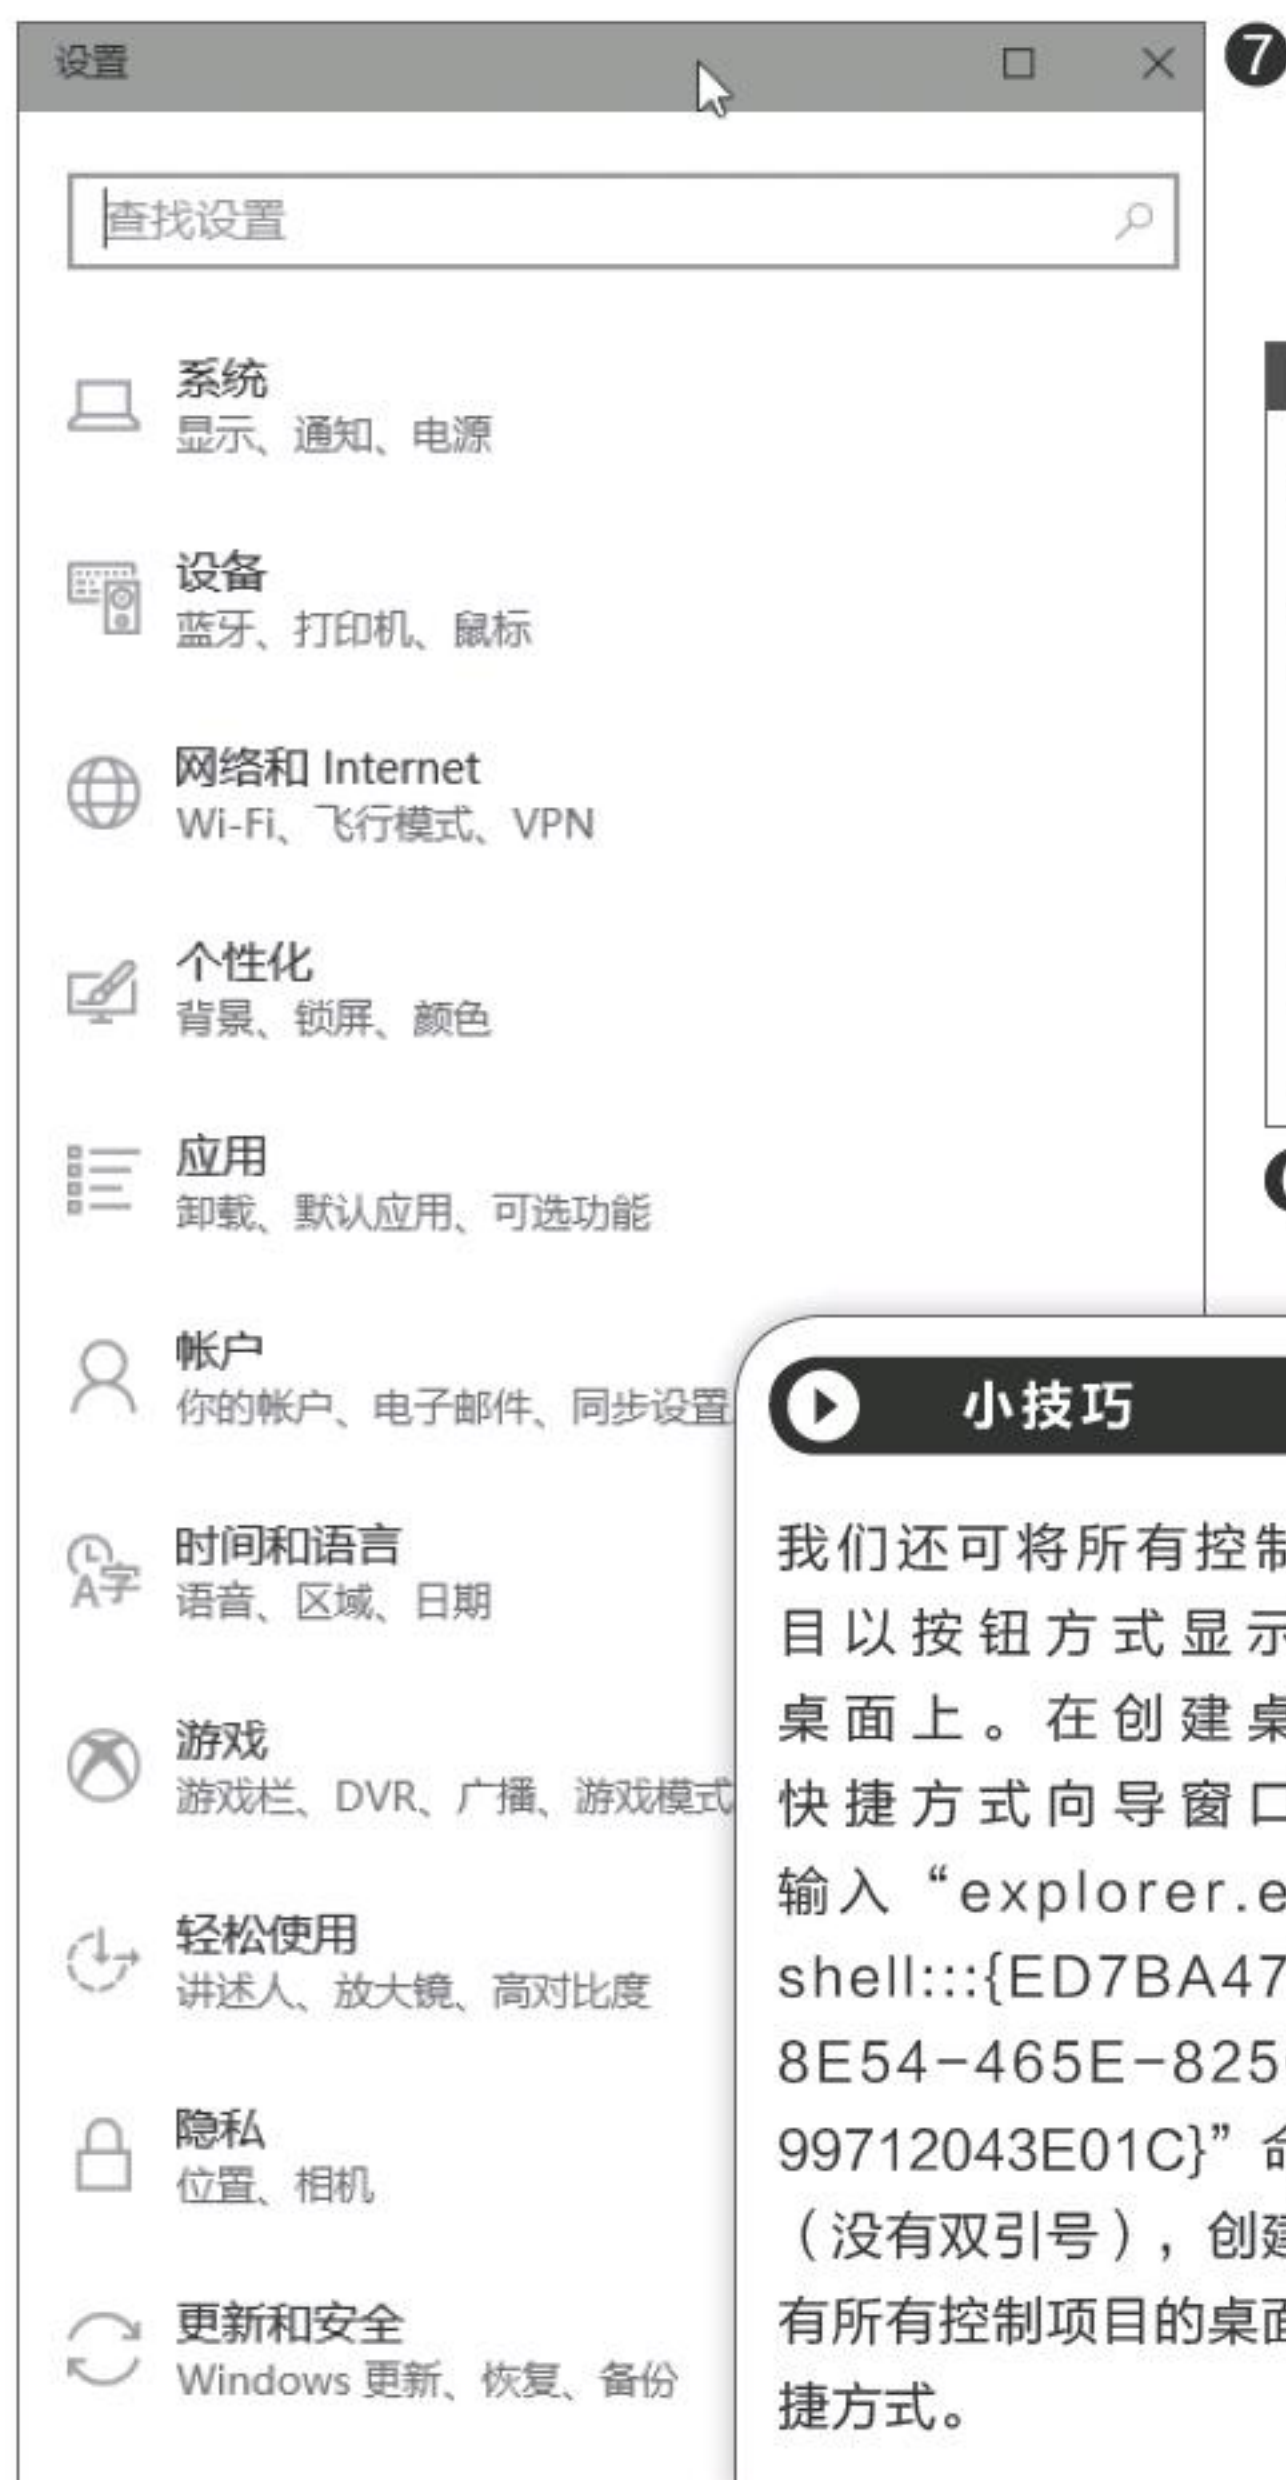 设置
查找设置
系统
显示、通知、电源
设备
蓝牙、打印机、鼠标
网络和 Internet
Wi-Fi、飞行模式、VPN
个性化
背景、锁屏、颜色
应用
卸载、默认应用、可选功能
帐户
你的帐户、电子邮件、同步设置
时间和语言
语音、区域、日期
游戏
游戏栏、DVR、广播、游戏模式
轻松使用
讲述人、放大镜、高对比度
隐私
位置、相机
更新和安全
Windows 更新、恢复、备份
7
小技巧
我们还可将所有控制
目以按钮方式显示
桌面上。在创建桌
快捷方式向导窗口
输入“explorer.e
shell:::{ED7BA47
8E54-465E-825
99712043E01C}”命
（没有双引号），创建
有所有控制项目的桌面
捷方式。